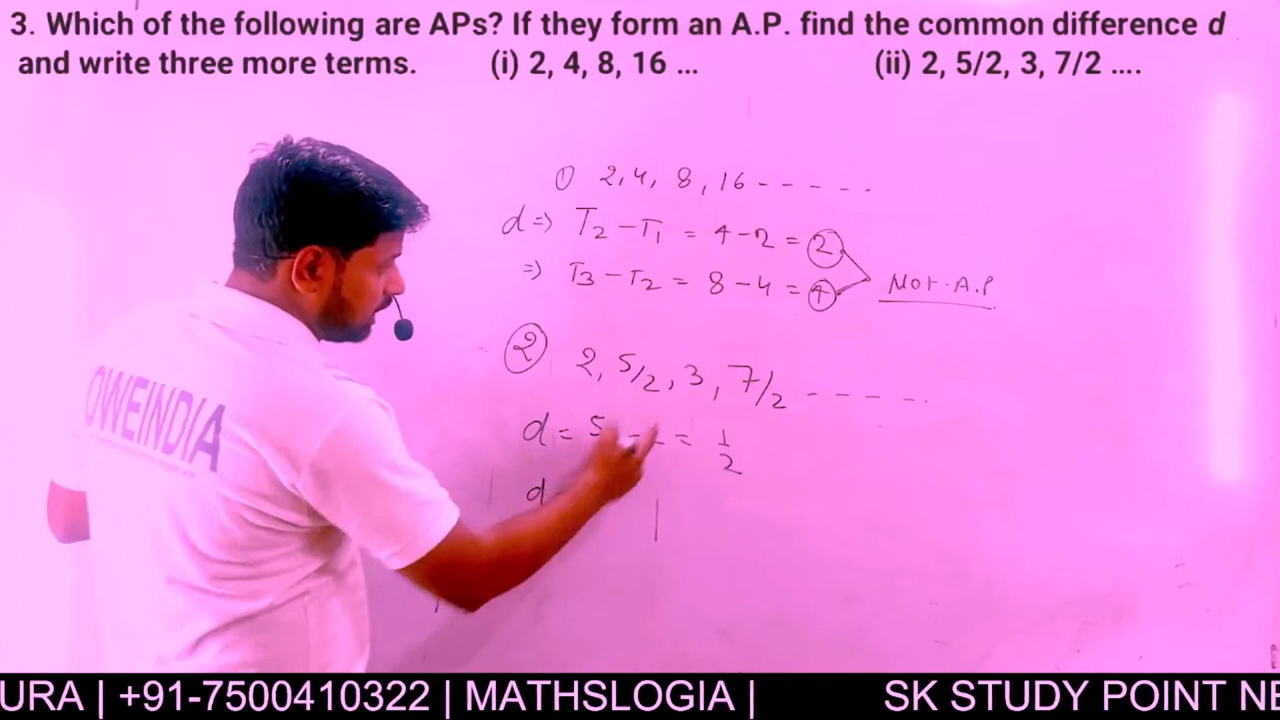 3. Which of the following are APs? If they form an A.P. find the common difference d
and write three more terms. (i) 2, 4, 8, 16 ... (ii) 2, 5/2, 3, 7/2 ....
① 2, 4, 8, 16 - - - - -
d ⇒ T₂ - T₁ = 4 - 2 = 2
⇒ T₃ - T₂ = 8 - 4 = 4
Not A.P
② 2, 5/2, 3, 7/2 - - - - -
d = 5 - = 1/2
d
OWEINDIA
URA | +91-7500410322 | MATHSLOGIA | SK STUDY POINT NE